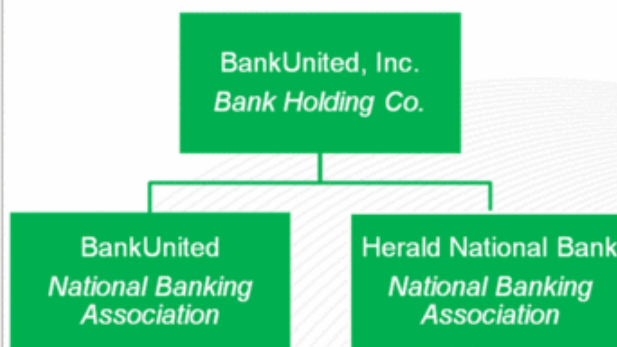 BankUnited, Inc.
Bank Holding Co.
BankUnited
National Banking
Association
Herald National Bank
National Banking
Association